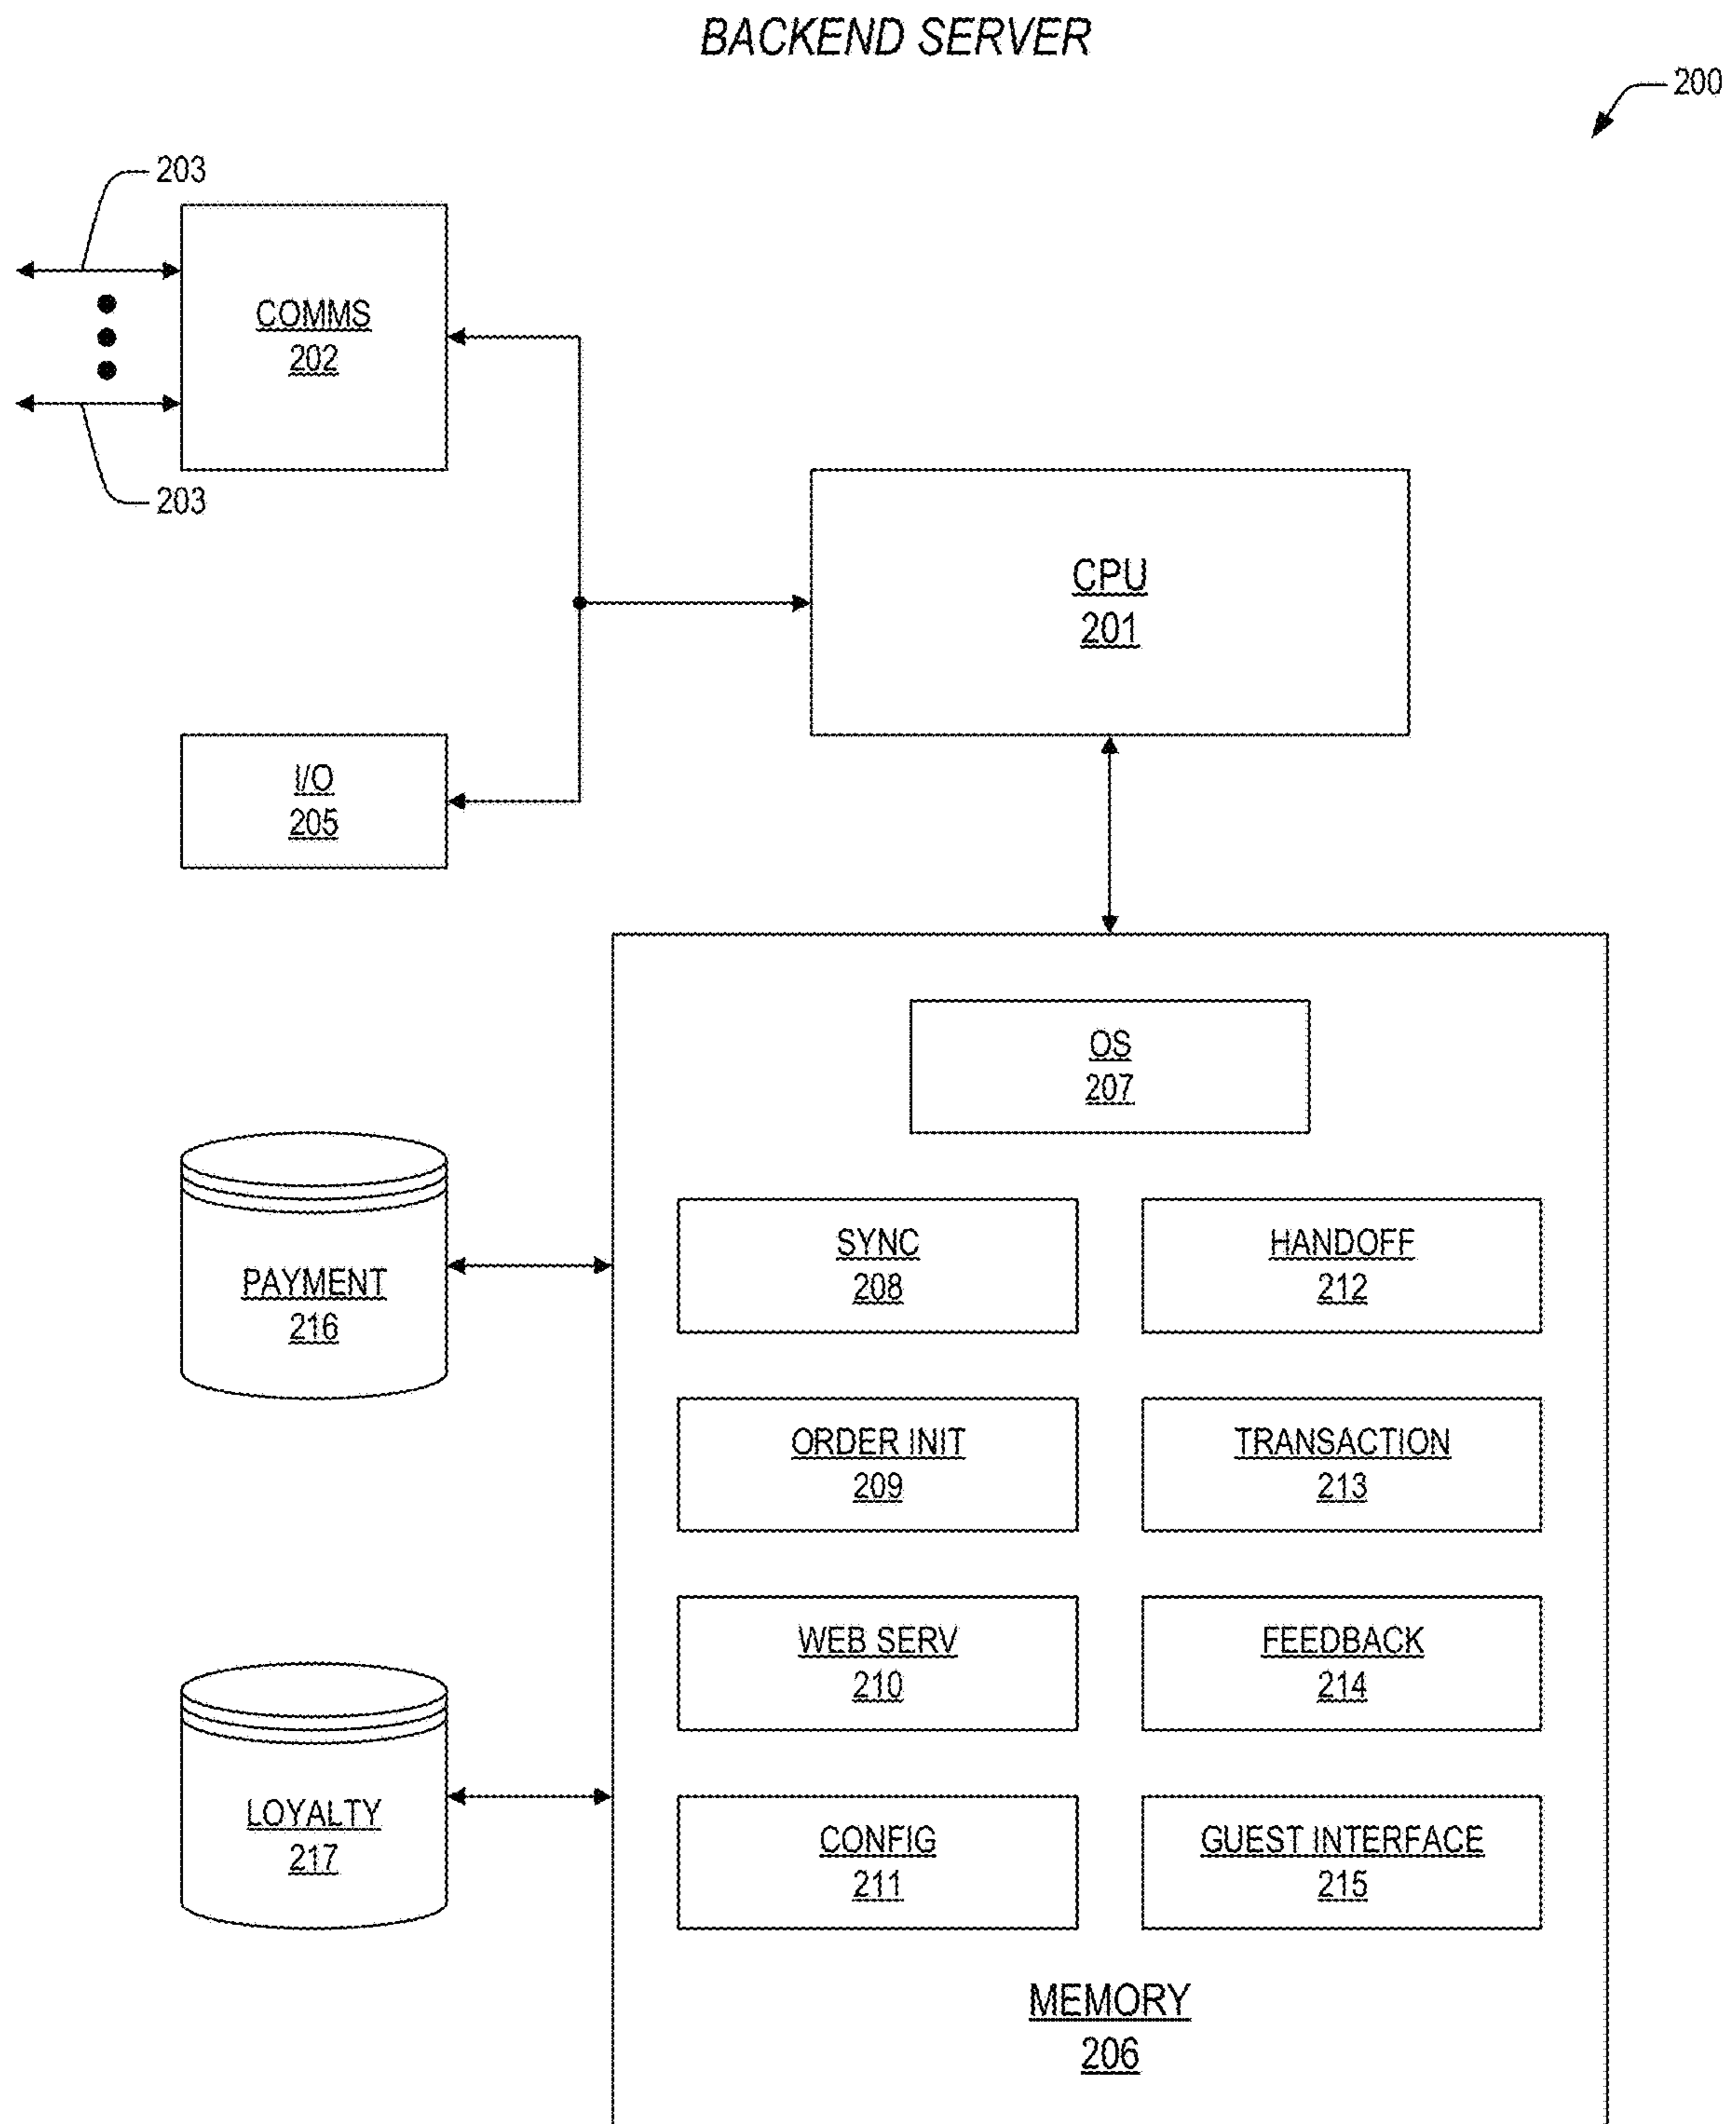 BACKEND SERVER
200
203
COMMS
202
203
CPU
201
I/O
205
OS
207
SYNC
208
HANDOFF
212
PAYMENT
216
ORDER INIT
209
TRANSACTION
213
WEB SERV
210
FEEDBACK
214
LOYALTY
217
CONFIG
211
GUEST INTERFACE
215
MEMORY
206